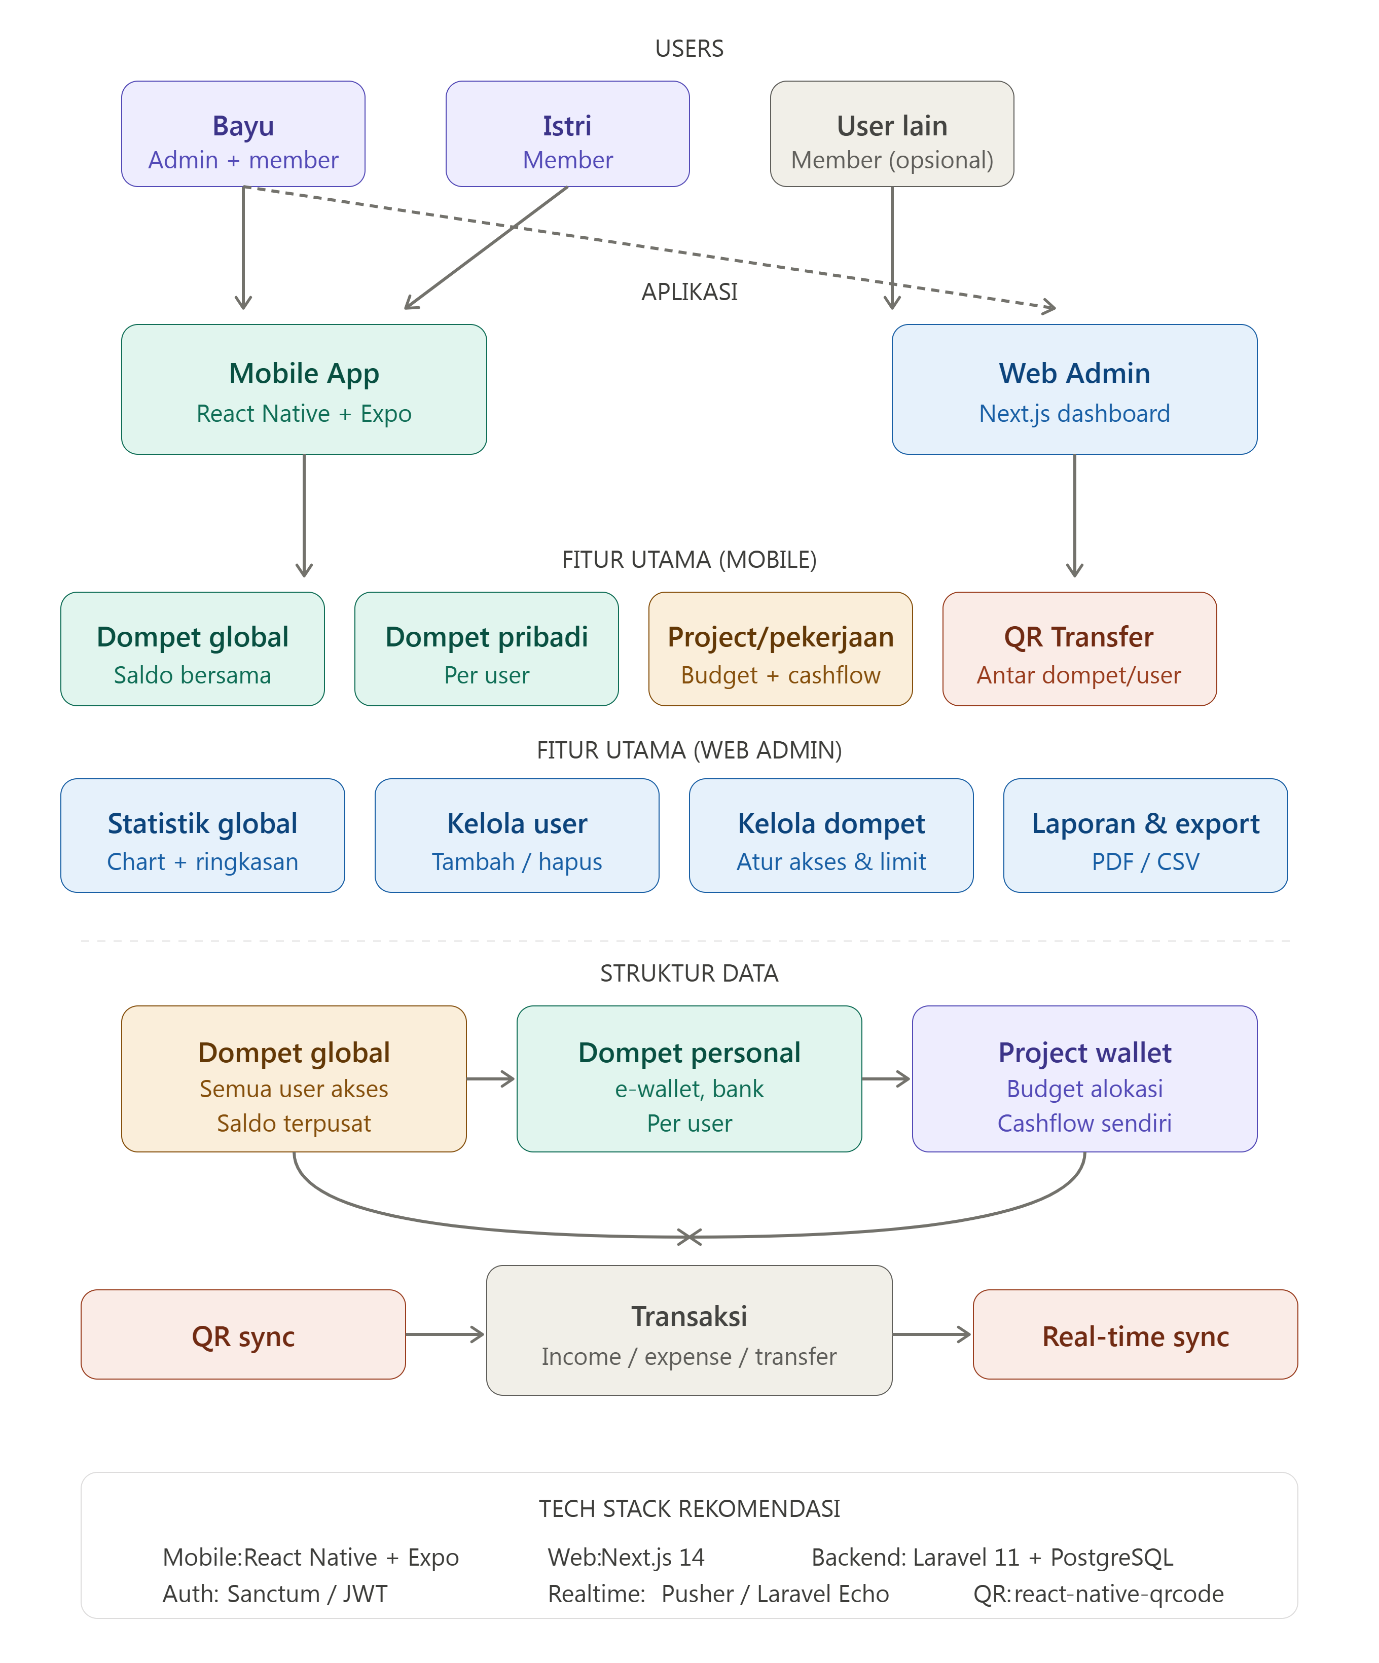 USERS
Bayu
Admin + member
Istri
Member
User lain
Member (opsional)
APLIKASI
Mobile App
React Native + Expo
Web Admin
Next.js dashboard
FITUR UTAMA (MOBILE)
Dompet global
Saldo bersama
Dompet pribadi
Per user
Project/pekerjaan
Budget + cashflow
QR Transfer
Antar dompet/user
FITUR UTAMA (WEB ADMIN)
Statistik global
Chart + ringkasan
Kelola user
Tambah / hapus
Kelola dompet
Atur akses & limit
Laporan & export
PDF / CSV
STRUKTUR DATA
Dompet global
Semua user akses
Saldo terpusat
Dompet personal
e-wallet, bank
Per user
Project wallet
Budget alokasi
Cashflow sendiri
QR sync
Transaksi
Income / expense / transfer
Real-time sync
TECH STACK REKOMENDASI
Mobile:React Native + Expo
Web:Next.js 14
Backend: Laravel 11 + PostgreSQL
Auth: Sanctum / JWT
Realtime: Pusher / Laravel Echo
QR:react-native-qrcode